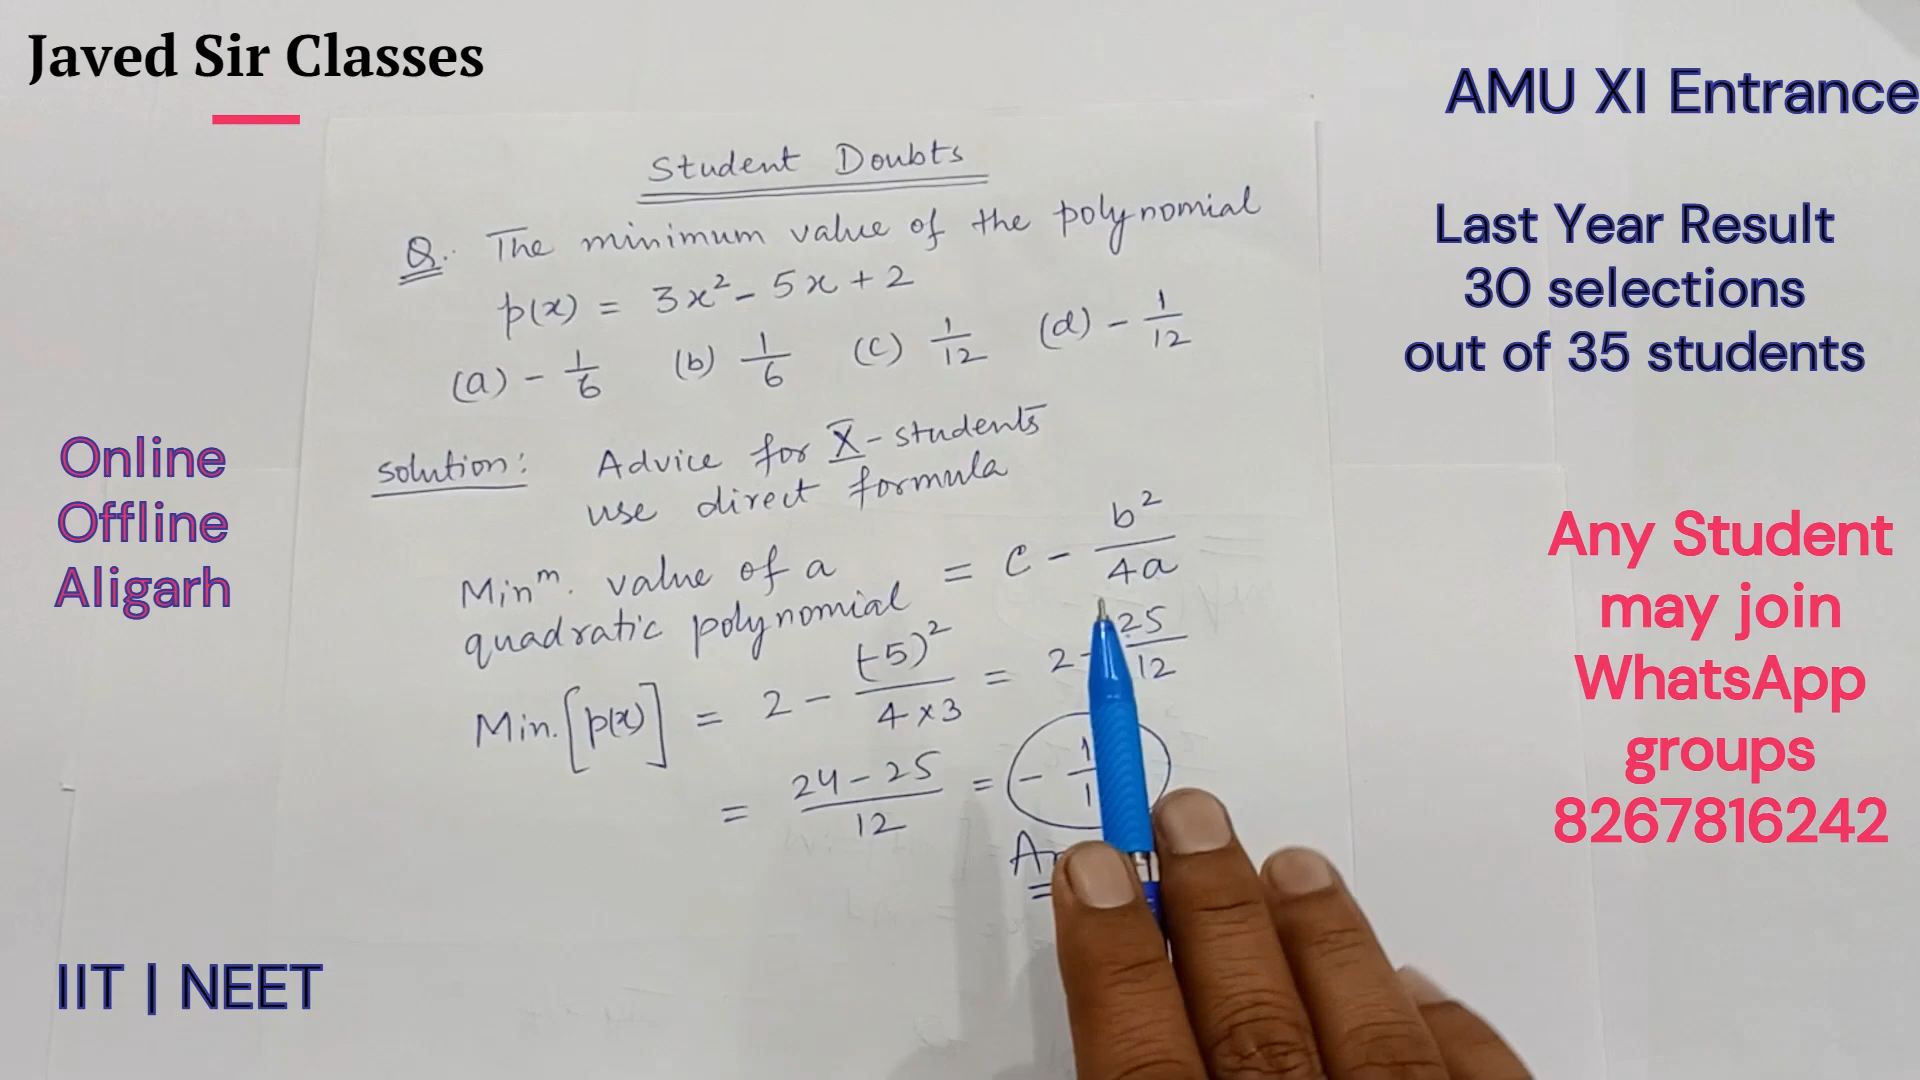 Javed Sir Classes
AMU XI Entrance
Last Year Result
30 selections
out of 35 students
Online
Offline
Aligarh
Any Student
may join
WhatsApp
groups
8267816242
IIT | NEET
Student Doubts
Q. The minimum value of the polynomial
p(x) = 3x² - 5x + 2
(a) - 1/6 (b) 1/6 (c) 1/12 (d) - 1/12
solution: Advice for X - students
use direct formula
Minᵐ. value of a
quadratic polynomial = c - b²/4a
Min. [p(x)] = 2 - (-5)²/4×3 = 2 - 25/12
= 24 - 25/12 = - 1